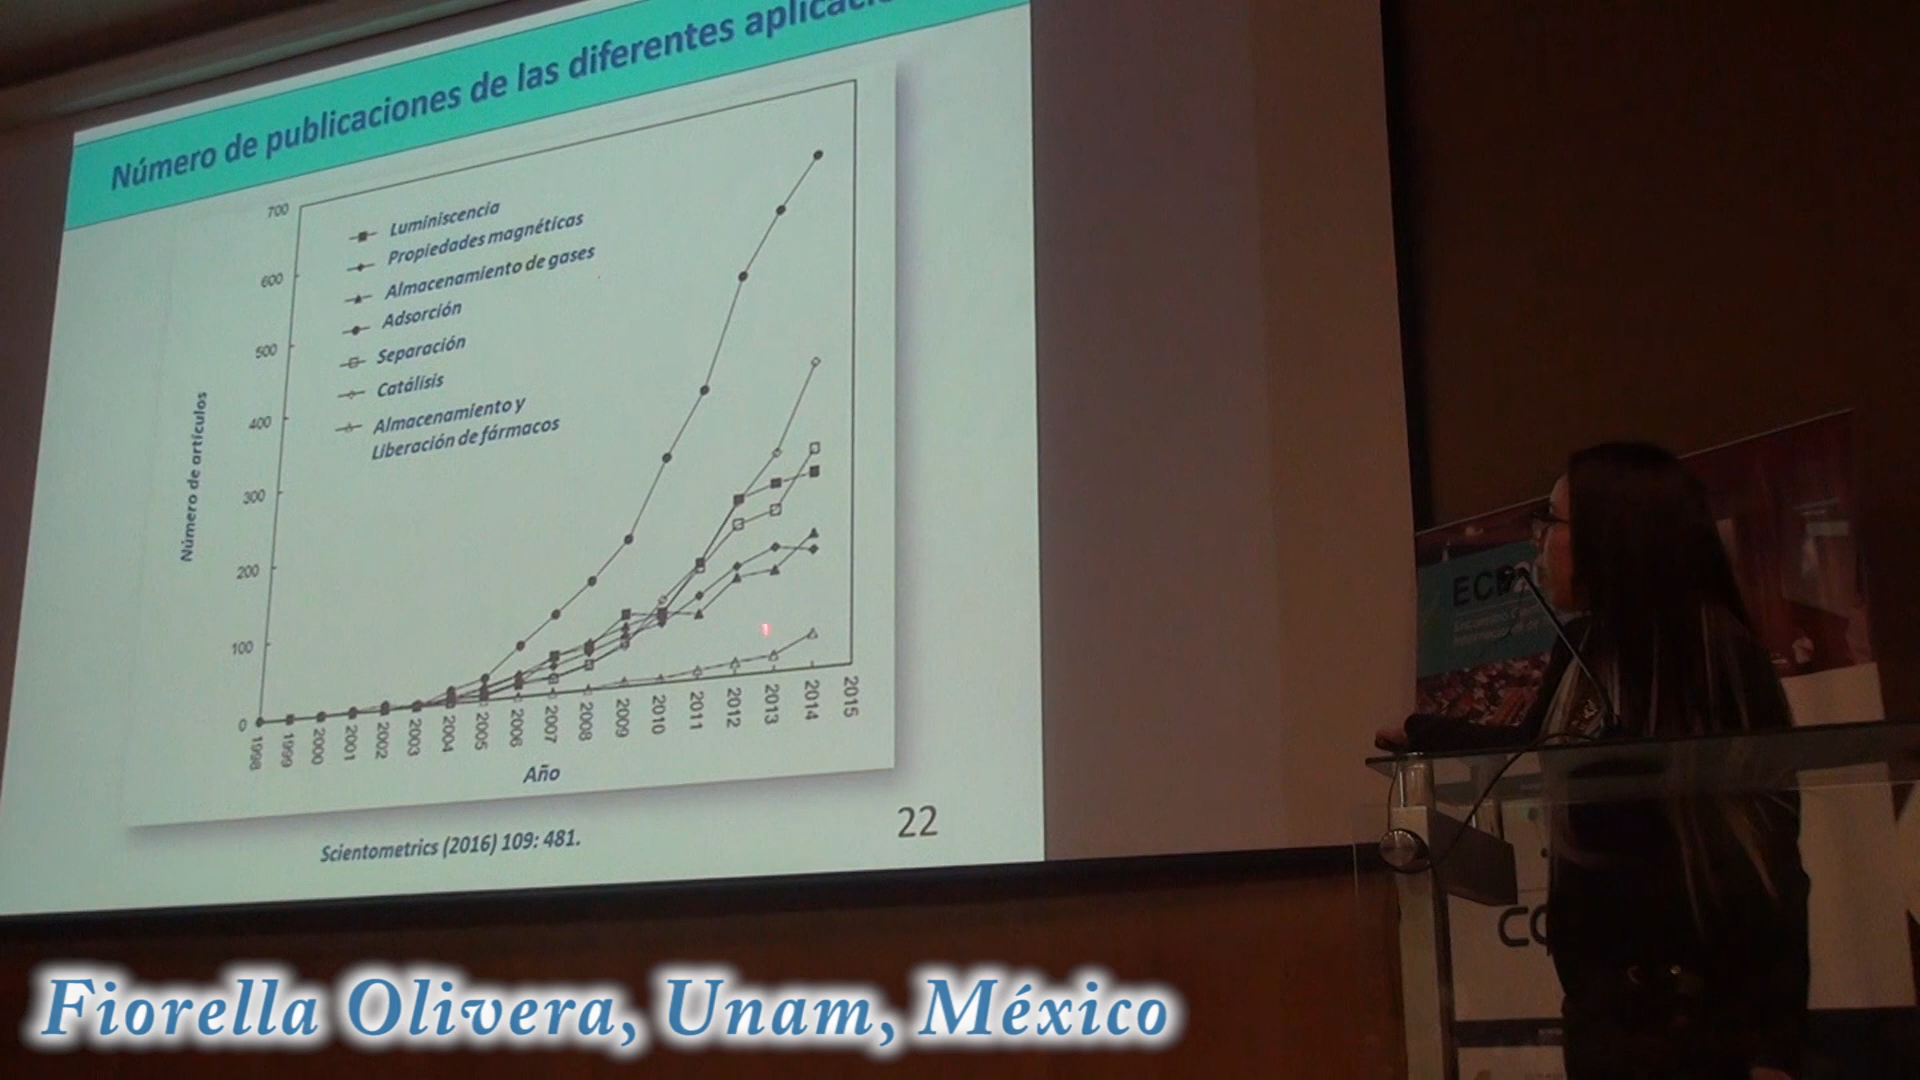 Número de publicaciones de las diferentes
700
600
500
400
300
200
100
0
Luminiscencia
Propiedades magnéticas
Almacenamiento de gases
Adsorción
Separación
Catálisis
Almacenamiento y
Liberación de fármacos
Número de artículos
1998 1999 2000 2001 2002 2003 2004 2005 2006 2007 2008 2009 2010 2011 2012 2013 2014 2015
Año
Scientometrics (2016) 109: 481.
22
Fiorella Olivera, Unam, México